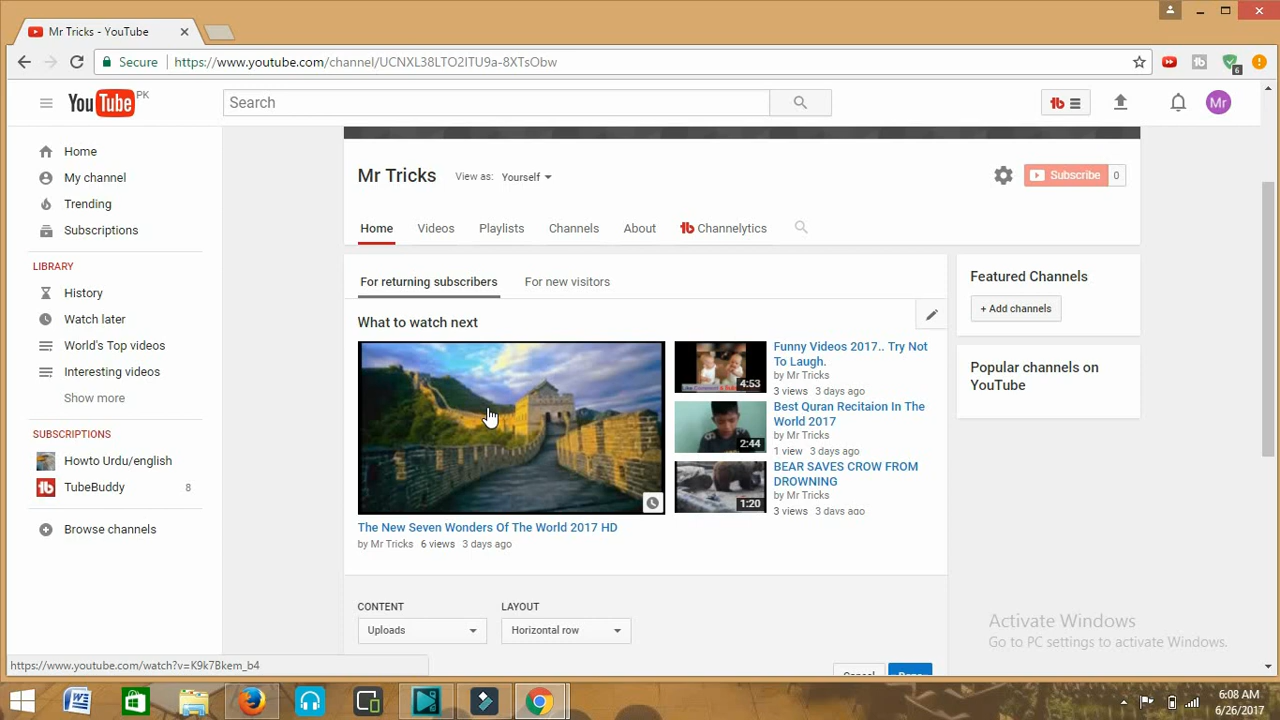 Mr Tricks - YouTube
Secure
https://www.youtube.com/channel/UCNXL38LTO2ITU9a-8XTsObw
6
YouTube PK
Search
Mr
Home
My channel
Trending
Subscriptions
LIBRARY
History
Watch later
World's Top videos
Interesting videos
Show more
SUBSCRIPTIONS
Howto Urdu/english
TubeBuddy 8
Browse channels
Mr Tricks
View as: Yourself
Subscribe 0
Home Videos Playlists Channels About Channelytics
For returning subscribers For new visitors
What to watch next
The New Seven Wonders Of The World 2017 HD
by Mr Tricks 6 views 3 days ago
4:53
Funny Videos 2017.. Try Not
To Laugh.
by Mr Tricks
3 views 3 days ago
2:44
Best Quran Recitaion In The
World 2017
by Mr Tricks
1 view 3 days ago
1:20
BEAR SAVES CROW FROM
DROWNING
by Mr Tricks
3 views 3 days ago
Featured Channels
+ Add channels
Popular channels on
YouTube
CONTENT LAYOUT
Uploads Horizontal row
Cancel Done
Activate Windows
Go to PC settings to activate Windows.
https://www.youtube.com/watch?v=K9k7Bkem_b4
6:08 AM
6/26/2017